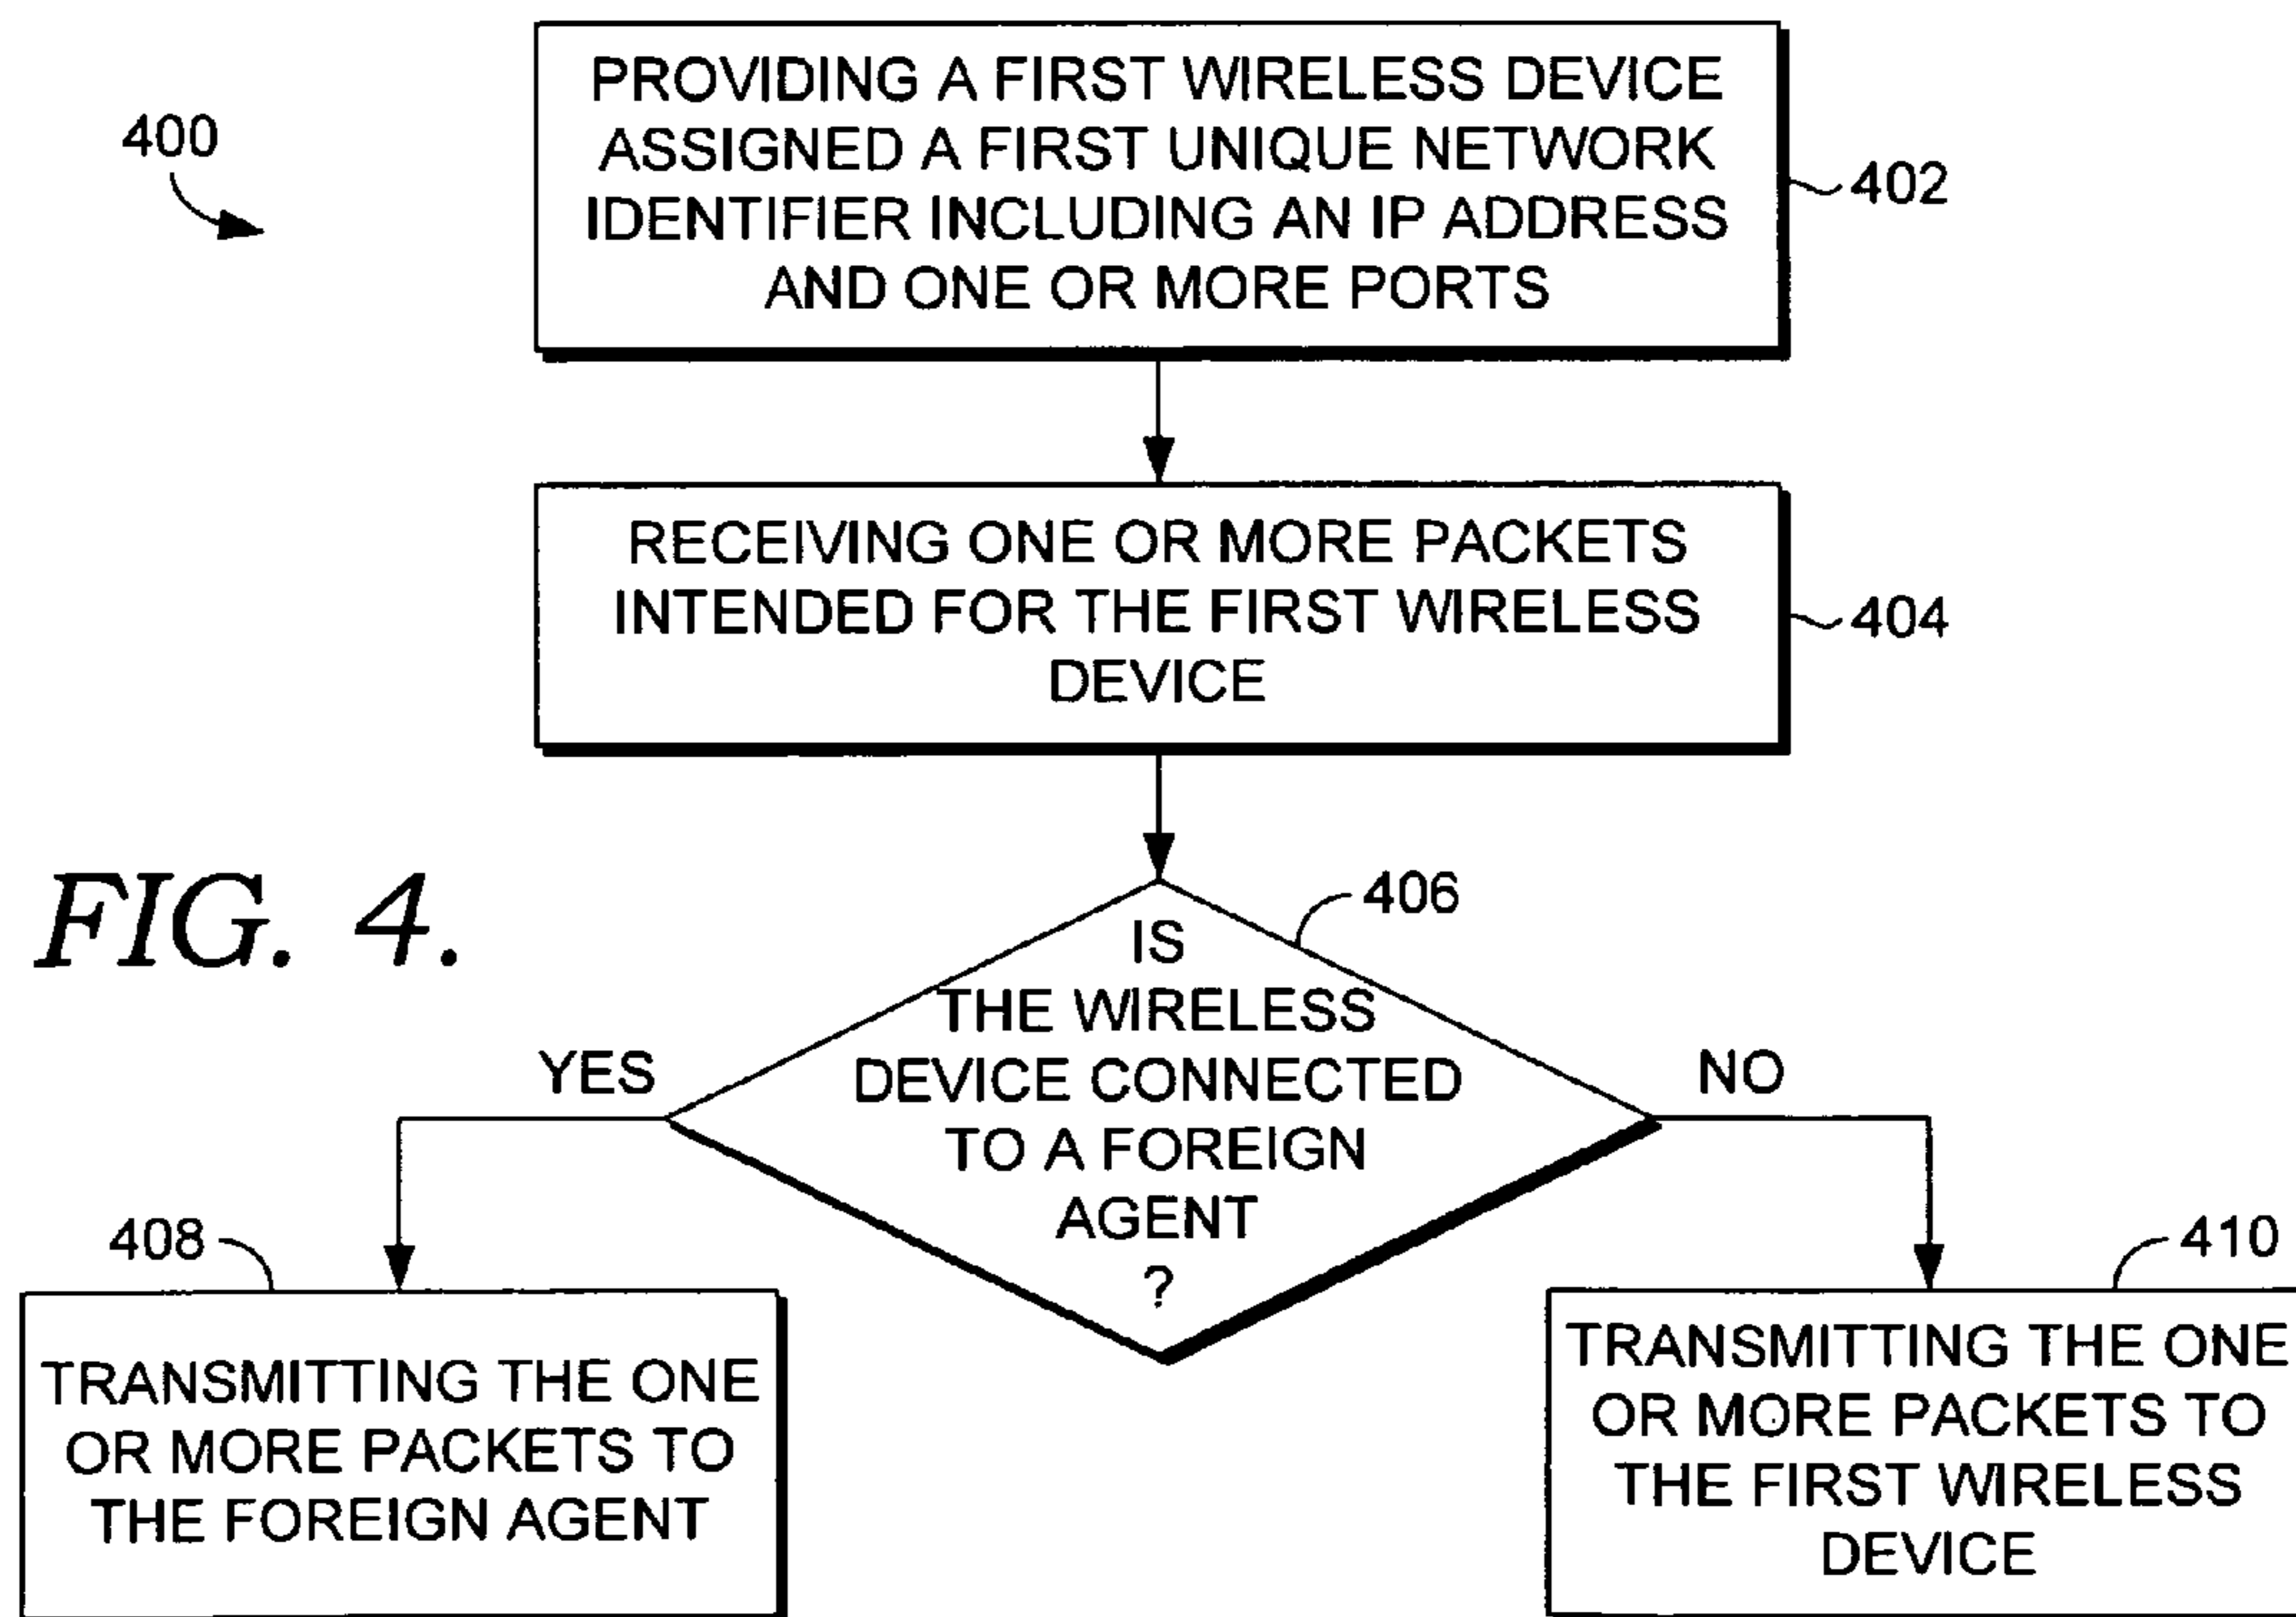 400
PROVIDING A FIRST WIRELESS DEVICE
ASSIGNED A FIRST UNIQUE NETWORK
IDENTIFIER INCLUDING AN IP ADDRESS
AND ONE OR MORE PORTS
402
RECEIVING ONE OR MORE PACKETS
INTENDED FOR THE FIRST WIRELESS
DEVICE
404
FIG. 4.
406
IS
THE WIRELESS
DEVICE CONNECTED
TO A FOREIGN
AGENT
?
YES
NO
408
TRANSMITTING THE ONE
OR MORE PACKETS TO
THE FOREIGN AGENT
410
TRANSMITTING THE ONE
OR MORE PACKETS TO
THE FIRST WIRELESS
DEVICE